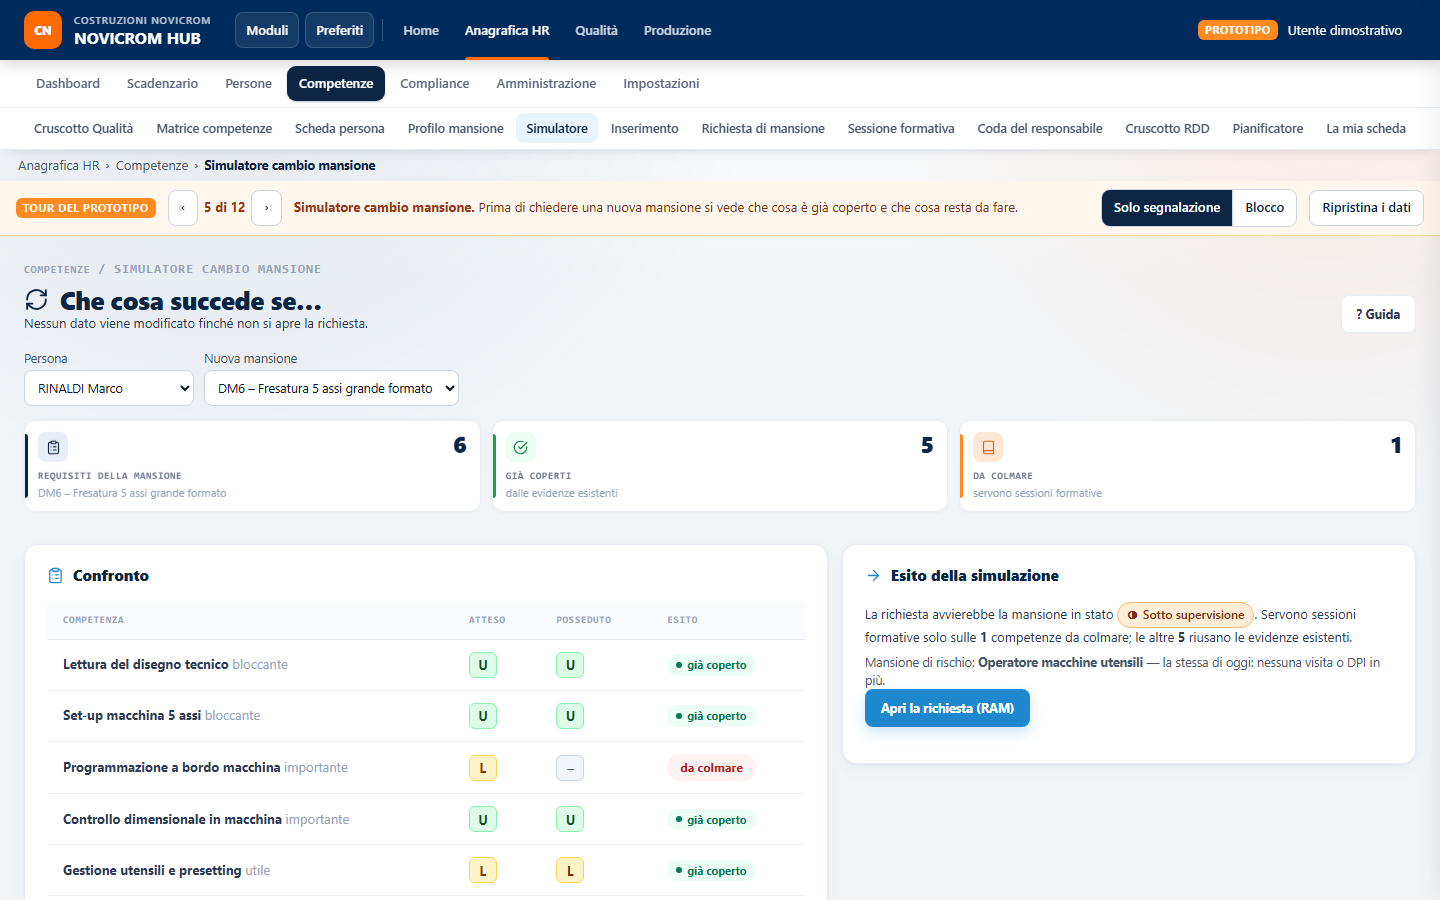 CN
COSTRUZIONI NOVICROM
NOVICROM HUB
Moduli
Preferiti
Home
Anagrafica HR
Qualità
Produzione
PROTOTIPO
Utente dimostrativo
Dashboard
Scadenzario
Persone
Competenze
Compliance
Amministrazione
Impostazioni
Cruscotto Qualità
Matrice competenze
Scheda persona
Profilo mansione
Simulatore
Inserimento
Richiesta di mansione
Sessione formativa
Coda del responsabile
Cruscotto RDD
Pianificatore
La mia scheda
Anagrafica HR › Competenze › Simulatore cambio mansione
TOUR DEL PROTOTIPO
‹
5 di 12
›
Simulatore cambio mansione. Prima di chiedere una nuova mansione si vede che cosa è già coperto e che cosa resta da fare.
Solo segnalazione
Blocco
Ripristina i dati
COMPETENZE / SIMULATORE CAMBIO MANSIONE
Che cosa succede se...
Nessun dato viene modificato finché non si apre la richiesta.
? Guida
Persona
Nuova mansione
RINALDI Marco
DM6 – Fresatura 5 assi grande formato
6
REQUISITI DELLA MANSIONE
DM6 – Fresatura 5 assi grande formato
5
GIÀ COPERTI
dalle evidenze esistenti
1
DA COLMARE
servono sessioni formative
Confronto
COMPETENZA ATTESO POSSEDUTO ESITO
Lettura del disegno tecnico bloccante U U già coperto
Set-up macchina 5 assi bloccante U U già coperto
Programmazione a bordo macchina importante L – da colmare
Controllo dimensionale in macchina importante U U già coperto
Gestione utensili e presetting utile L L già coperto
Esito della simulazione
La richiesta avvierebbe la mansione in stato Sotto supervisione. Servono sessioni
formative solo sulle 1 competenze da colmare; le altre 5 riusano le evidenze esistenti.
Mansione di rischio: Operatore macchine utensili — la stessa di oggi: nessuna visita o DPI in
più.
Apri la richiesta (RAM)